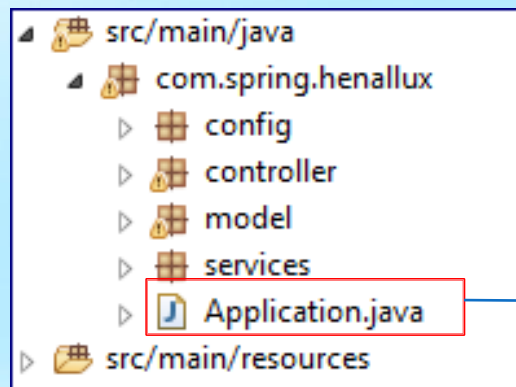 src/main/java
com.spring.henallux
config
controller
model
services
Application.java
src/main/resources